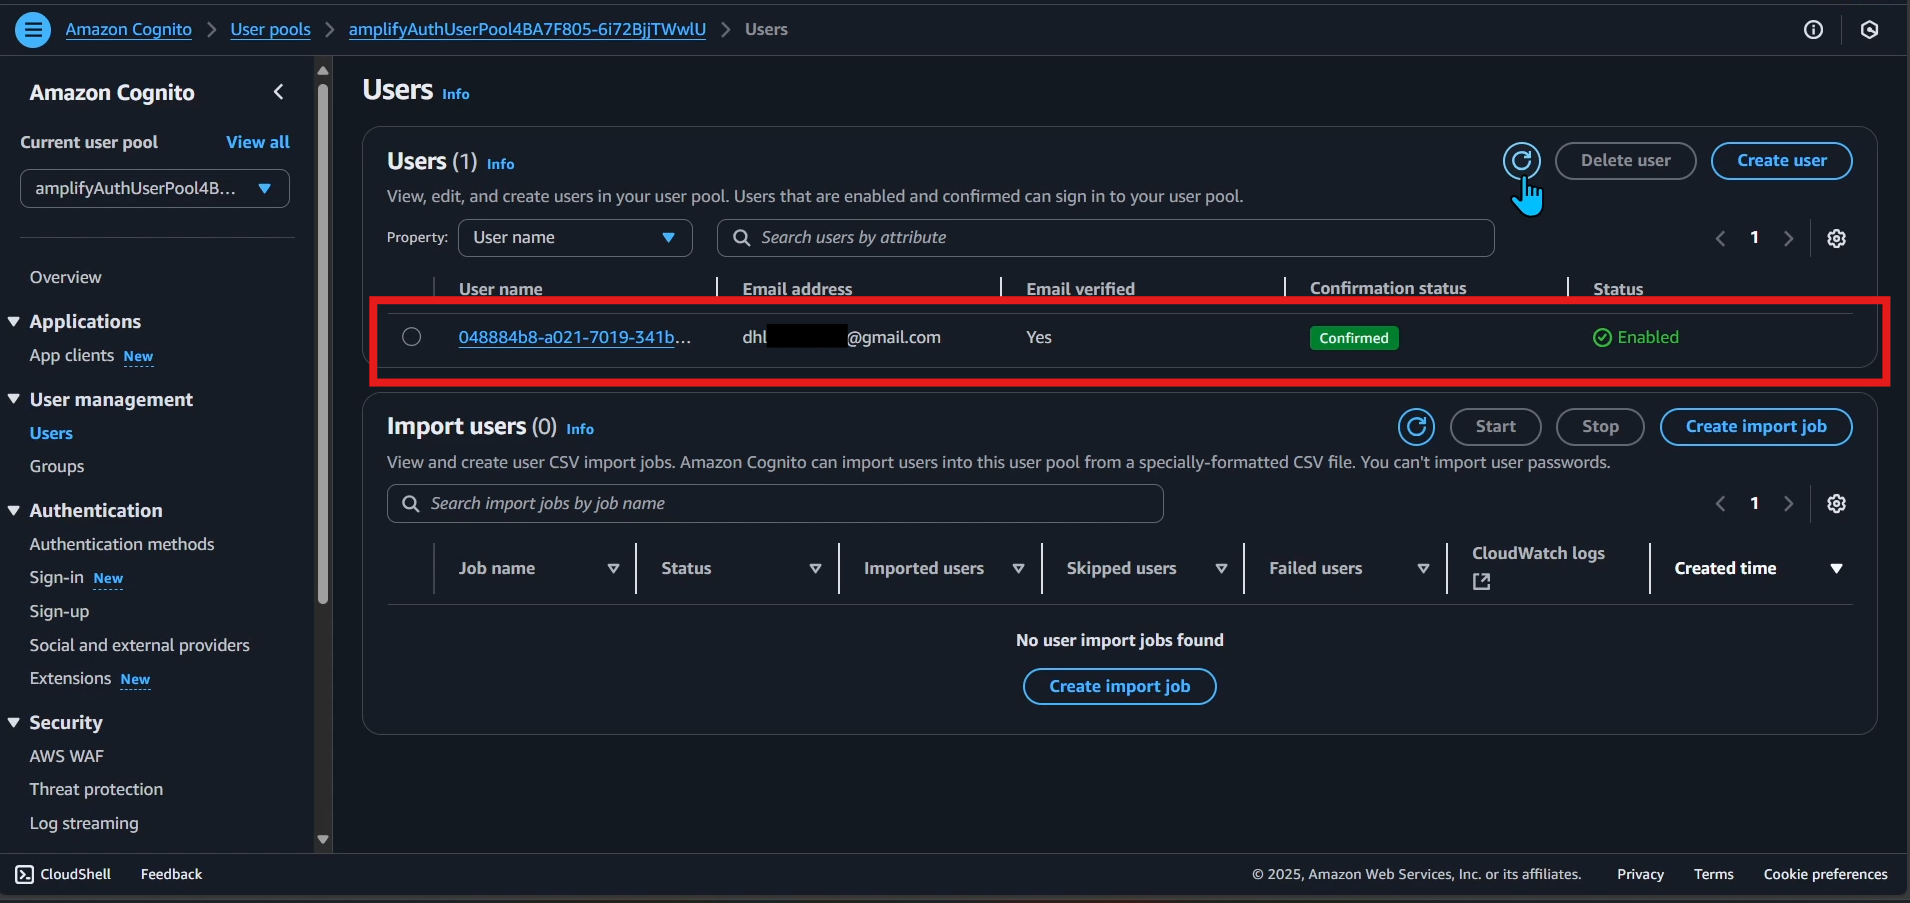 Amazon Cognito > User pools > amplifyAuthUserPool4BA7F805-6i72BjjTWwlU > Users
Amazon Cognito
Current user pool View all
amplifyAuthUserPool4B...
Overview
Applications
App clients New
User management
Users
Groups
Authentication
Authentication methods
Sign-in New
Sign-up
Social and external providers
Extensions New
Security
AWS WAF
Threat protection
Log streaming
Users Info
Users (1) Info
Delete user
Create user
View, edit, and create users in your user pool. Users that are enabled and confirmed can sign in to your user pool.
Property: User name
Search users by attribute
1
User name Email address Email verified Confirmation status Status
048884b8-a021-7019-341b... dhl @gmail.com Yes Confirmed Enabled
Import users (0) Info
Start
Stop
Create import job
View and create user CSV import jobs. Amazon Cognito can import users into this user pool from a specially-formatted CSV file. You can't import user passwords.
Search import jobs by job name
1
Job name Status Imported users Skipped users Failed users CloudWatch logs Created time
No user import jobs found
Create import job
CloudShell Feedback © 2025, Amazon Web Services, Inc. or its affiliates. Privacy Terms Cookie preferences